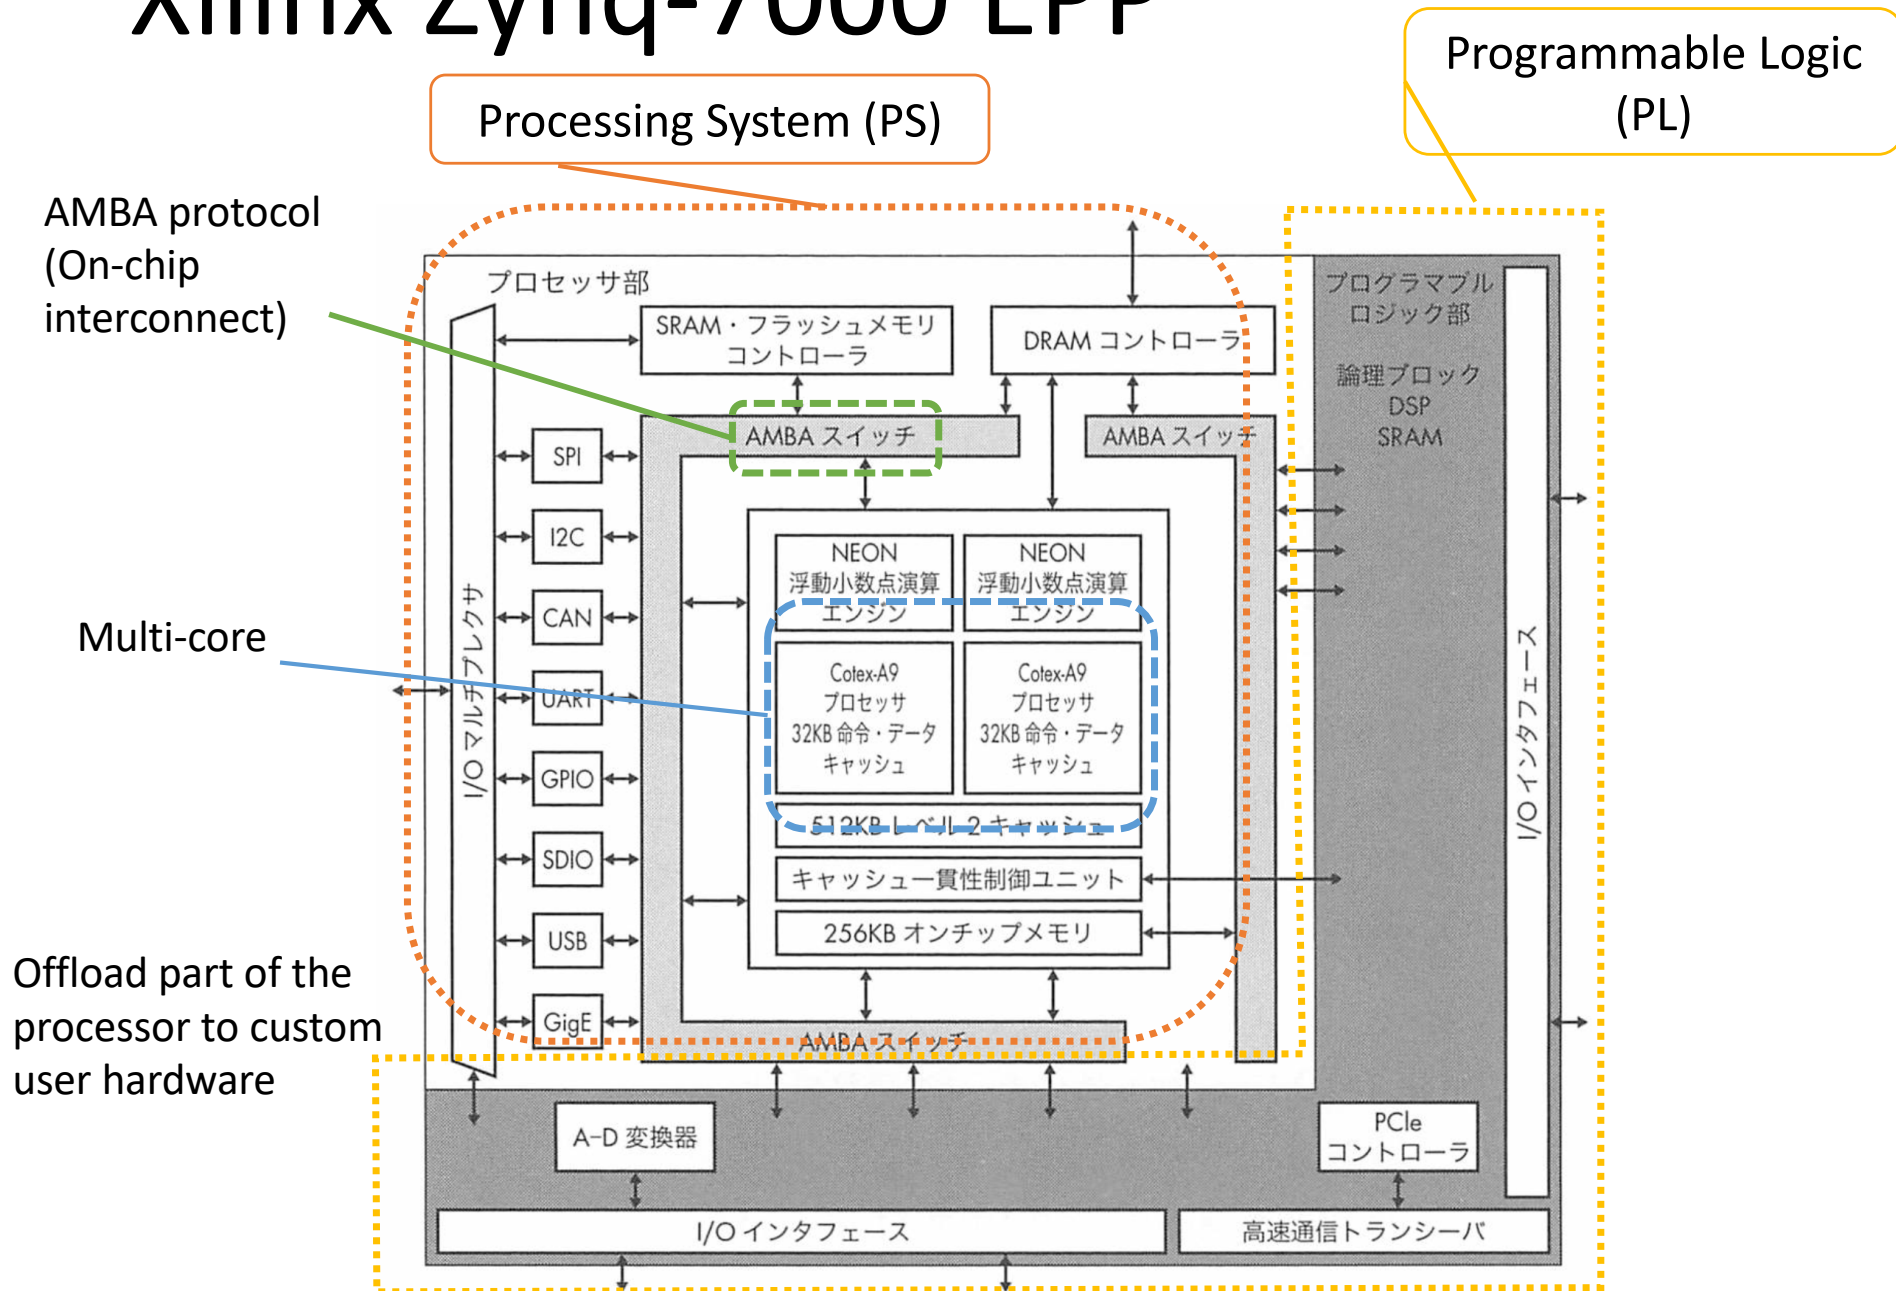 Xilinx Zynq-7000 EPP
Programmable Logic
(PL)
Processing System (PS)
AMBA protocol
(On-chip
interconnect)
プロセッサ部
プログラマブル
ロジック部
論理ブロック
DSP
SRAM
SRAM・フラッシュメモリ
コントローラ
DRAM コントローラ
AMBA スイッチ
AMBA スイッチ
SPI
I2C
CAN
UART
GPIO
SDIO
USB
GigE
I/O マルチプレクサ
NEON
浮動小数点演算
エンジン
NEON
浮動小数点演算
エンジン
Multi-core
Cotex-A9
プロセッサ
32KB 命令・データ
キャッシュ
Cotex-A9
プロセッサ
32KB 命令・データ
キャッシュ
512KB レベル 2 キャッシュ
キャッシュ一貫性制御ユニット
256KB オンチップメモリ
AMBA スイッチ
I/O インタフェース
Offload part of the
processor to custom
user hardware
A-D 変換器
PCIe
コントローラ
I/O インタフェース
高速通信トランシーバ